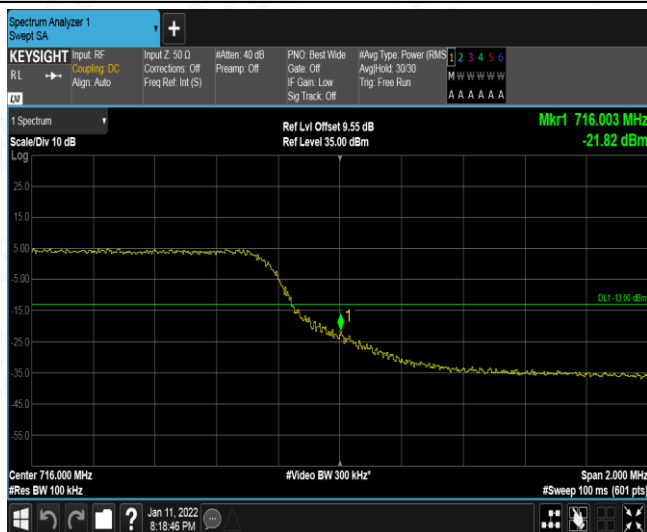 Spectrum Analyzer 1
Swept SA
+
KEYSIGHT Input: RF Input Z: 50 Ω #Atten: 40 dB PNO: Best Wide #Avg Type: Power (RMS 1 2 3 4 5 6
RL Coupling: DC Corrections: Off Preamp: Off Gate: Off Avg|Hold: 30/30 M W W W W W
Align: Auto Freq Ref: Int (S) IF Gain: Low Trig: Free Run
Sig Track: Off A A A A A A
LXI
1 Spectrum Ref Lvl Offset 9.55 dB Mkr1 716.003 MHz
Scale/Div 10 dB Ref Level 35.00 dBm -21.82 dBm
Log
25.0
15.0
5.00
-5.00
DL1 -13.00 dBm
-15.0
1
-25.0
-35.0
-45.0
-55.0
Center 716.000 MHz #Video BW 300 kHz* Span 2.000 MHz
#Res BW 100 kHz #Sweep 100 ms (601 pts)
? Jan 11, 2022
8:18:46 PM